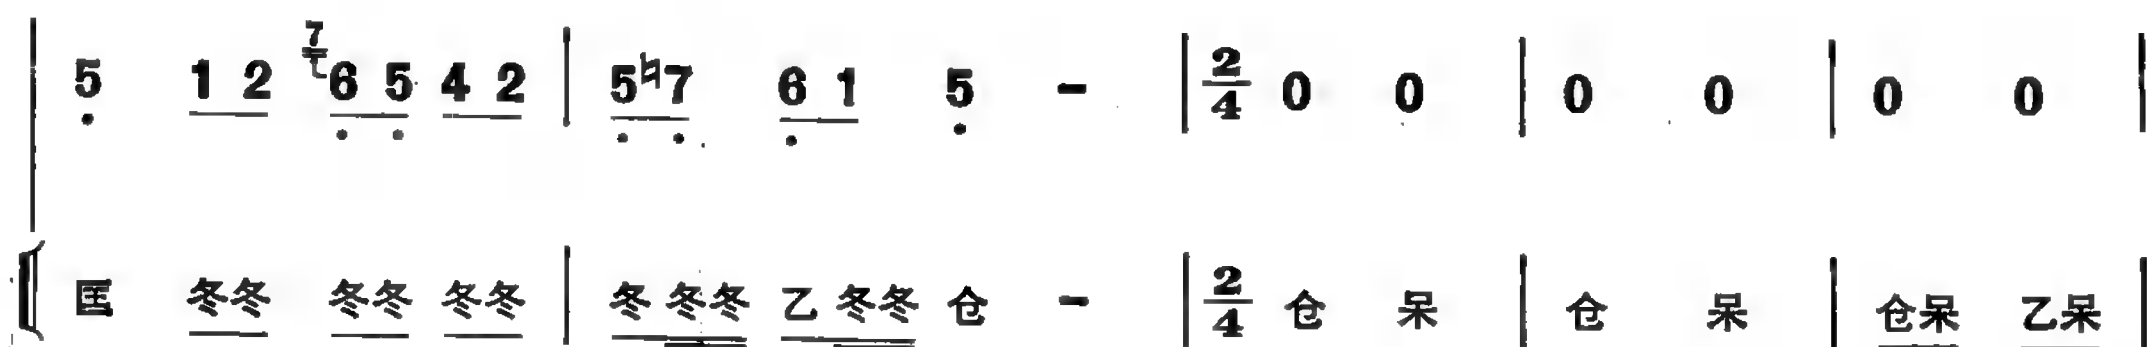 5 1 2 7 6 5 4 2 5 ♮7 6 1 5 - 2/4 0 0 0 0 0 0
匡 冬冬 冬冬 冬冬 冬 冬冬 乙 冬冬 仓 - 2/4 仓 呆 仓 呆 仓呆 乙呆